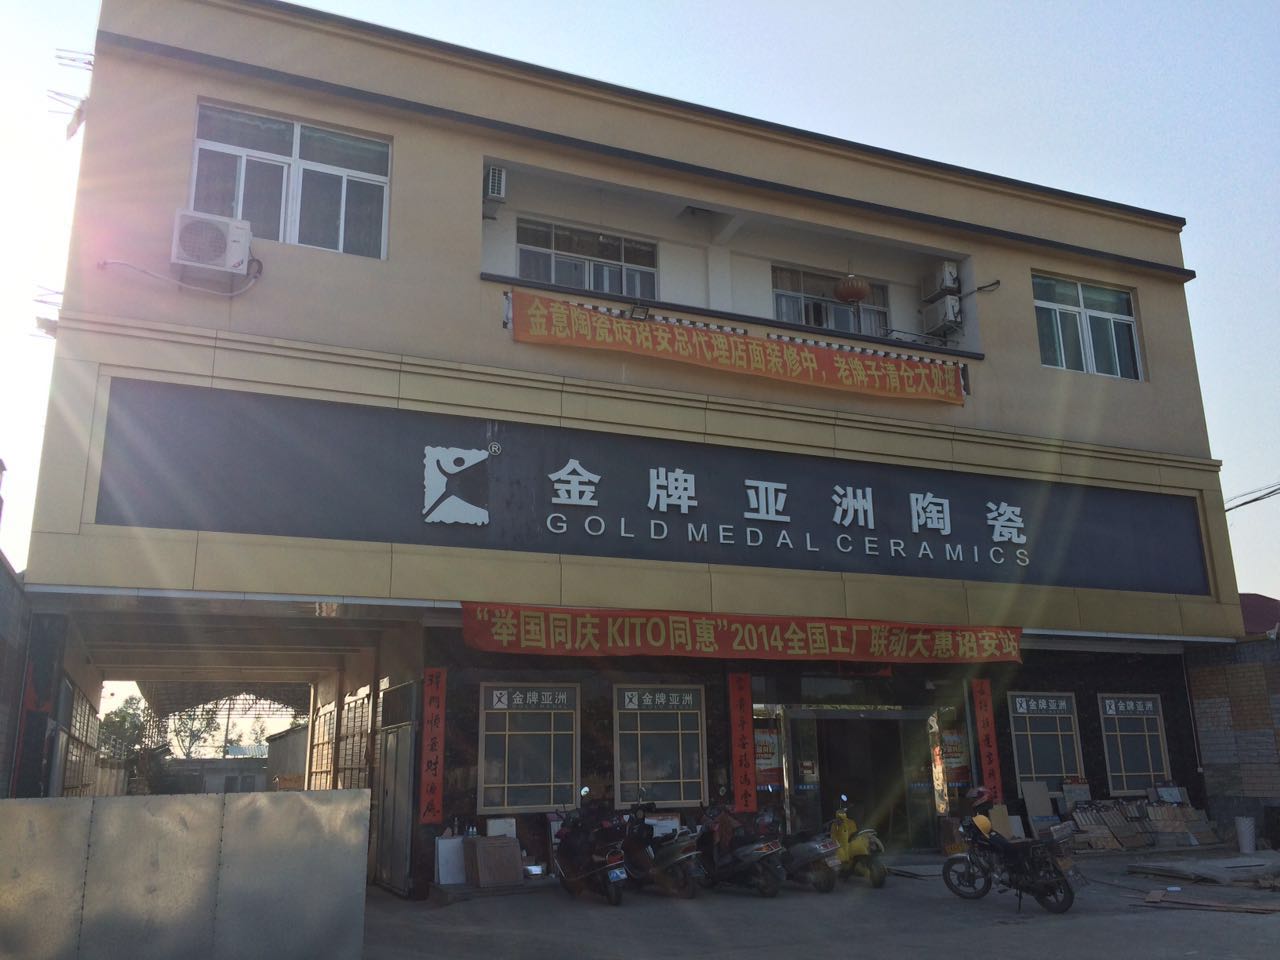 金意陶瓷砖诏安总代理店面装修中，老牌子清仓大处理
®
金牌亚洲陶瓷
GOLD MEDAL CERAMICS
“举国同庆 KITO同惠”2014全国工厂联动大惠诏安站
金牌亚洲
金牌亚洲
金牌亚洲
金牌亚洲